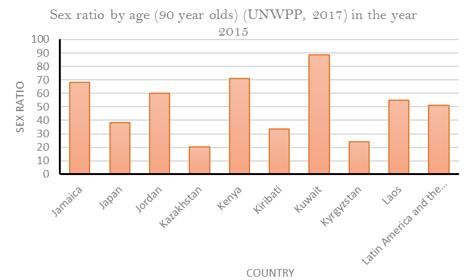 Sex ratio by age (90 year olds) (UNWPP, 2017) in the year
2015
SEX RATIO
100
90
80
70
60
50
40
30
20
10
0
Jamaica
Japan
Jordan
Kazakhstan
Kenya
Kiribati
Kuwait
Kyrgyzstan
Laos
Latin America and the...
COUNTRY